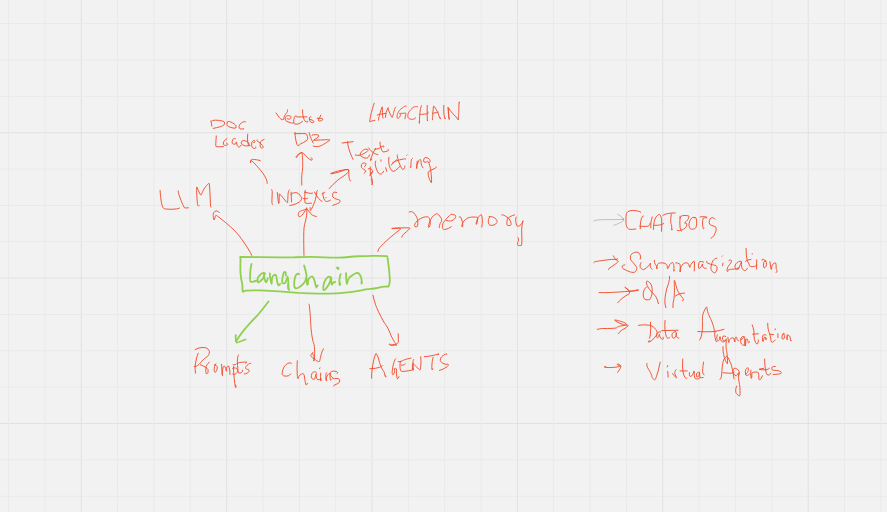 LANGCHAIN
Doc
Loader
Vector
DB
Text
Splitting
LLM
INDEXES
memory
Langchain
Prompts
Chains
AGENTS
CHATBOTS
Summarization
Q/A
Data Augmentation
Virtual Agents